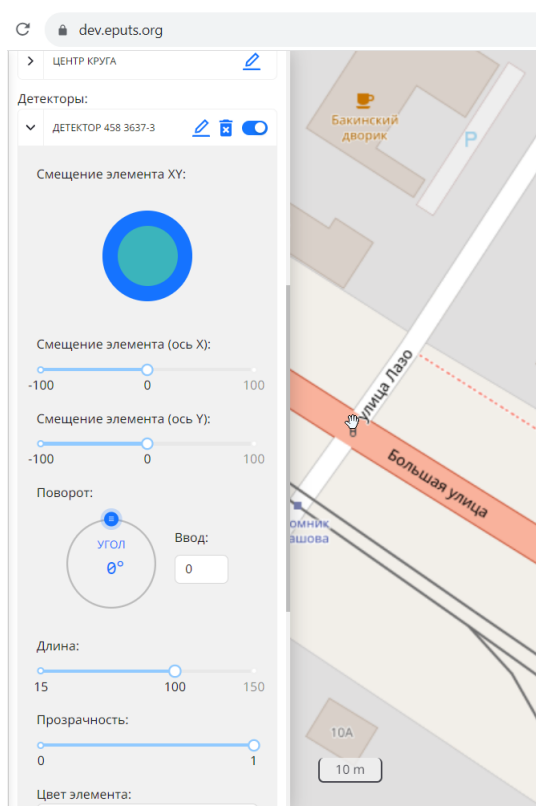 dev.eputs.org
ЦЕНТР КРУГА
Детекторы:
ДЕТЕКТОР 458 3637-3
Смещение элемента XY:
Смещение элемента (ось X):
-100 0 100
Смещение элемента (ось Y):
-100 0 100
Поворот:
УГОЛ
0°
Ввод:
0
Длина:
15 100 150
Прозрачность:
0 1
Цвет элемента:
Бакинский
дворик
P
улица Лазо
Большая улица
омник
ашова
10А
10 m